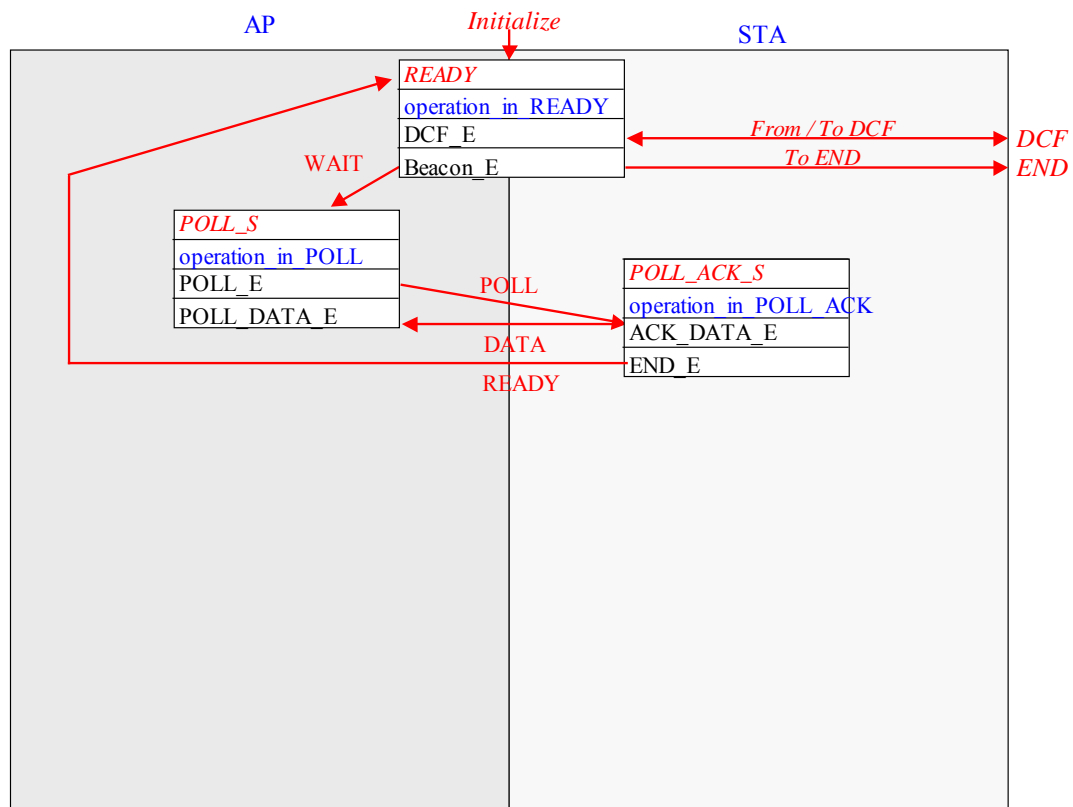 AP
Initialize
STA
READY
operation_in_READY
DCF_E
Beacon_E
From / To DCF
DCF
To END
END
WAIT
POLL_S
operation_in_POLL
POLL_E
POLL_DATA_E
POLL
DATA
READY
POLL_ACK_S
operation_in_POLL_ACK
ACK_DATA_E
END_E